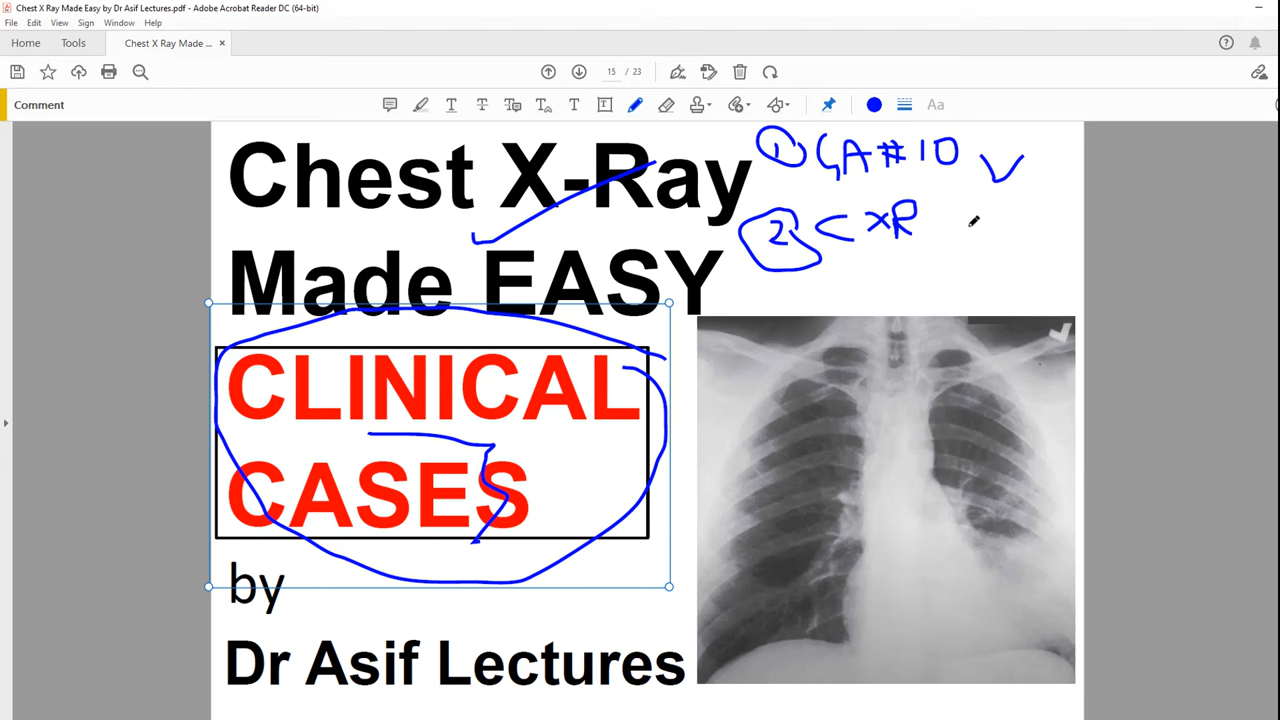 Chest X Ray Made Easy by Dr Asif Lectures.pdf - Adobe Acrobat Reader DC (64-bit)
File Edit View Sign Window Help
Home Tools Chest X Ray Made ... x
15 / 23
Comment
Aa
Chest X-Ray
① GA # 10
② CXR
Made EASY
CLINICAL
CASES
by
Dr Asif Lectures